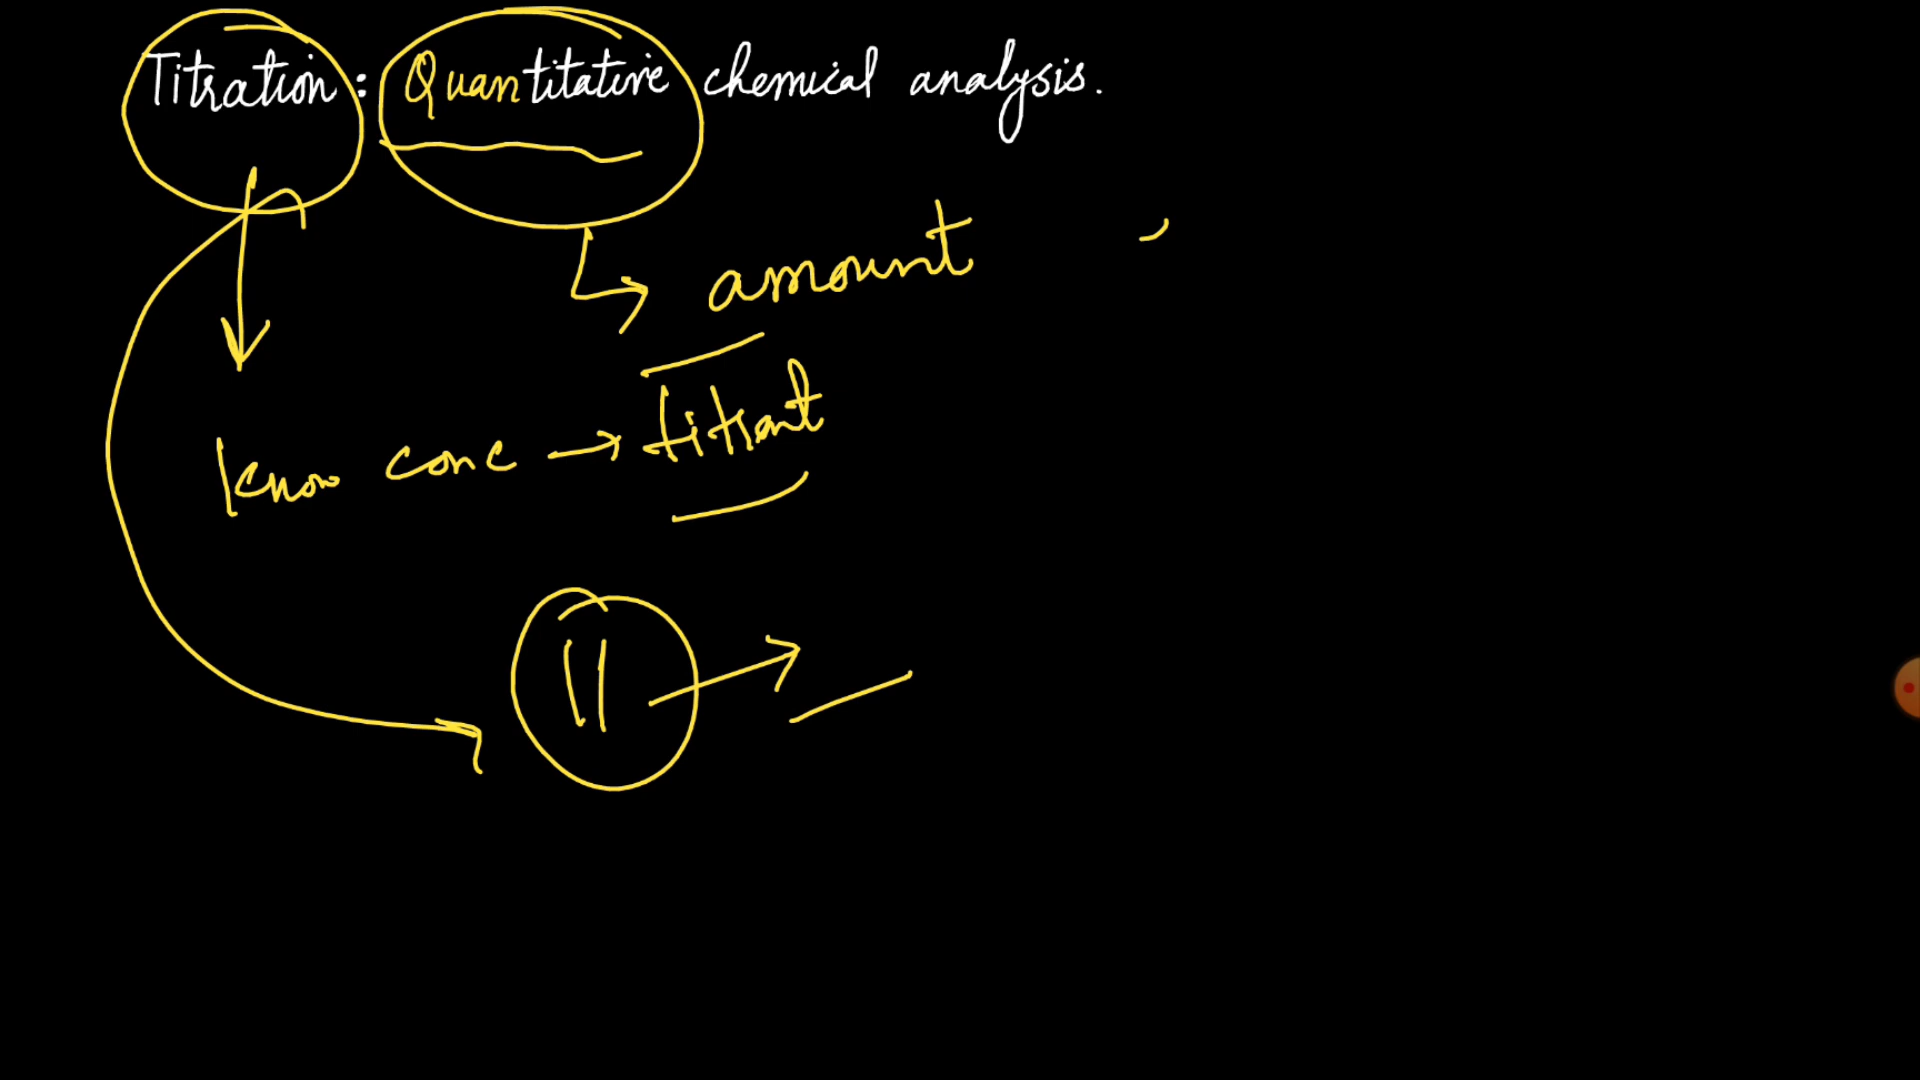 Titration: Quantitative chemical analysis.
amount
know conc → titrant